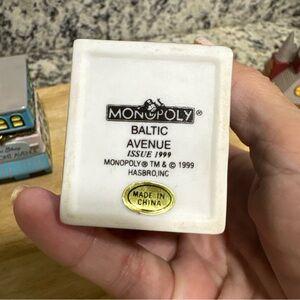 MONOPOLY®
BALTIC
AVENUE
ISSUE 1999
MONOPOLY® TM & © 1999
HASBRO,INC
MADE IN
CHINA